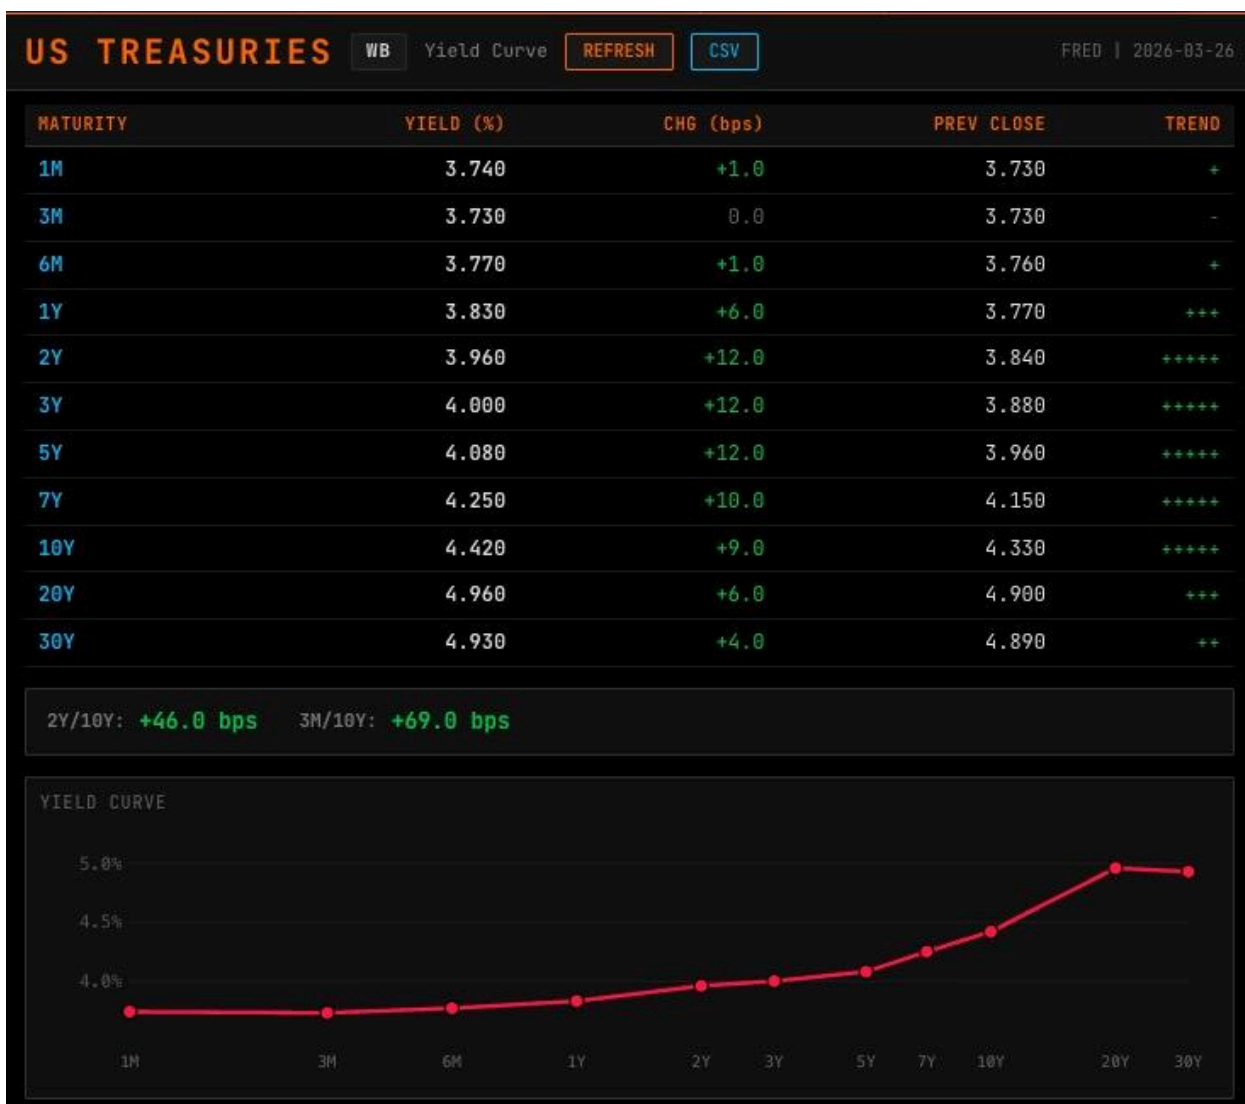 US TREASURIES WB Yield Curve REFRESH CSV FRED | 2026-03-26
MATURITY YIELD (%) CHG (bps) PREV CLOSE TREND
1M 3.740 +1.0 3.730 +
3M 3.730 0.0 3.730 -
6M 3.770 +1.0 3.760 +
1Y 3.830 +6.0 3.770 +++
2Y 3.960 +12.0 3.840 +++++
3Y 4.000 +12.0 3.880 +++++
5Y 4.080 +12.0 3.960 +++++
7Y 4.250 +10.0 4.150 +++++
10Y 4.420 +9.0 4.330 +++++
20Y 4.960 +6.0 4.900 +++
30Y 4.930 +4.0 4.890 ++
2Y/10Y: +46.0 bps 3M/10Y: +69.0 bps
YIELD CURVE
5.0%
4.5%
4.0%
1M 3M 6M 1Y 2Y 3Y 5Y 7Y 10Y 20Y 30Y